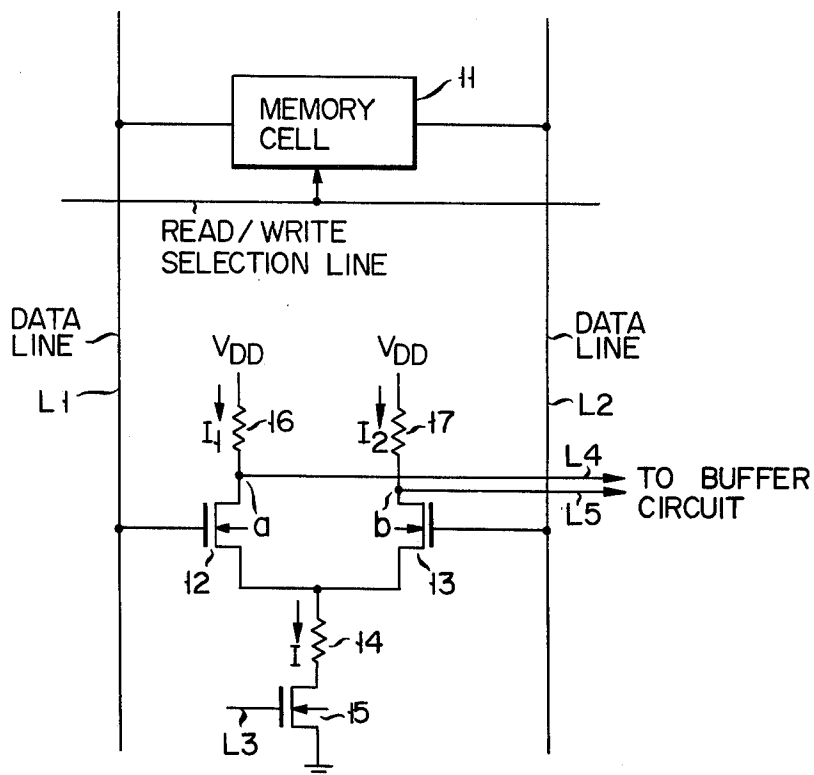 11
MEMORY
CELL
READ/WRITE
SELECTION LINE
DATA
LINE
DATA
LINE
VDD
VDD
L1
I1
16
I2
17
L2
L4
TO BUFFER
CIRCUIT
L5
a
b
12
13
I
14
15
L3